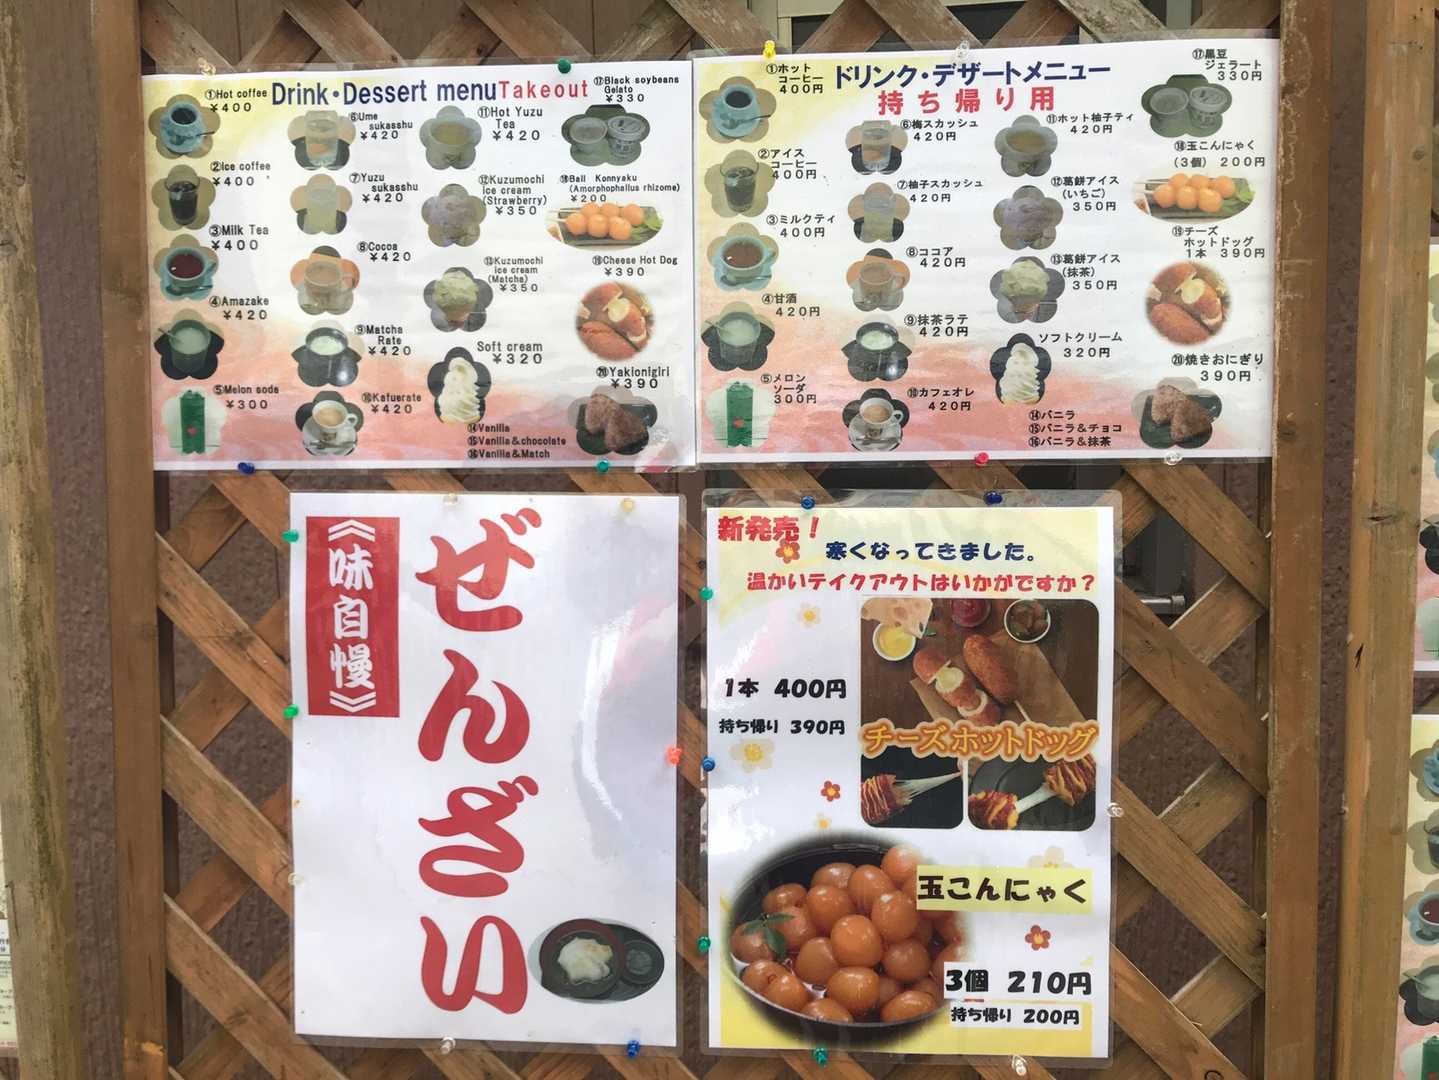 Drink・Dessert menu Takeout
①Hot coffee
￥400
②Ice coffee
￥400
③Milk Tea
￥400
④Amazake
￥420
⑤Melon soda
￥300
⑥Ume
sukasshu
￥420
⑦Yuzu
sukasshu
￥420
⑧Cocoa
￥420
⑨Matcha
Rate
￥420
⑩Kafuerate
￥420
⑪Hot Yuzu
Tea
￥420
⑫Kuzumochi
ice cream
(Strawberry)
￥350
⑬Kuzumochi
ice cream
(Matcha)
￥350
Soft cream
￥320
⑭Vanilla
⑮Vanilla＆chocolate
⑯Vanilla＆Match
⑰Black soybeans
Gelato
￥330
⑱Ball Konnyaku
(Amorphophallus rhizome)
￥200
⑲Cheese Hot Dog
￥390
⑳Yakionigiri
￥390
ドリンク・デザートメニュー
持ち帰り用
①ホット
コーヒー
400円
②アイス
コーヒー
400円
③ミルクティ
400円
④甘酒
420円
⑤メロン
ソーダ
300円
⑥梅スカッシュ
420円
⑦柚子スカッシュ
420円
⑧ココア
420円
⑨抹茶ラテ
420円
⑩カフェオレ
420円
⑪ホット柚子ティ
420円
⑫葛餅アイス
(いちご)
350円
⑬葛餅アイス
(抹茶)
350円
ソフトクリーム
320円
⑭バニラ
⑮バニラ＆チョコ
⑯バニラ＆抹茶
⑰黒豆
ジェラート
330円
⑱玉こんにゃく
(3個) 200円
⑲チーズ
ホットドッグ
1本 390円
⑳焼きおにぎり
390円
ぜんざい
《味自慢》
新発売！
寒くなってきました。
温かいテイクアウトはいかがですか？
1本 400円
持ち帰り 390円
チーズホットドッグ
玉こんにゃく
3個 210円
持ち帰り 200円